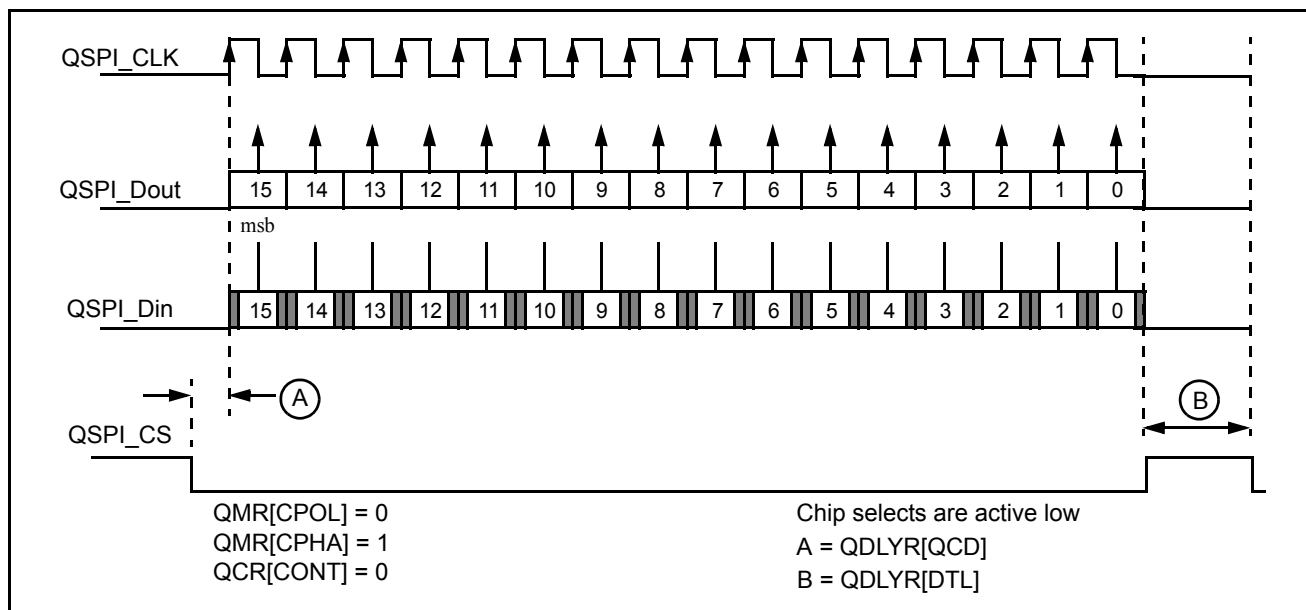 QSPI_CLK
QSPI_Dout
15 14 13 12 11 10 9 8 7 6 5 4 3 2 1 0
msb
QSPI_Din
15 14 13 12 11 10 9 8 7 6 5 4 3 2 1 0
A
B
QSPI_CS
QMR[CPOL] = 0
QMR[CPHA] = 1
QCR[CONT] = 0
Chip selects are active low
A = QDLYR[QCD]
B = QDLYR[DTL]